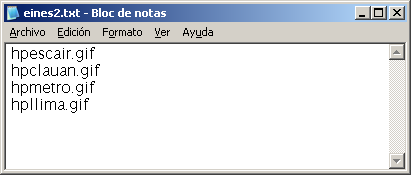 eines2.txt - Bloc de notas
Archivo Edición Formato Ver Ayuda
hpescair.gif
hpclauan.gif
hpmetro.gif
hpllima.gif